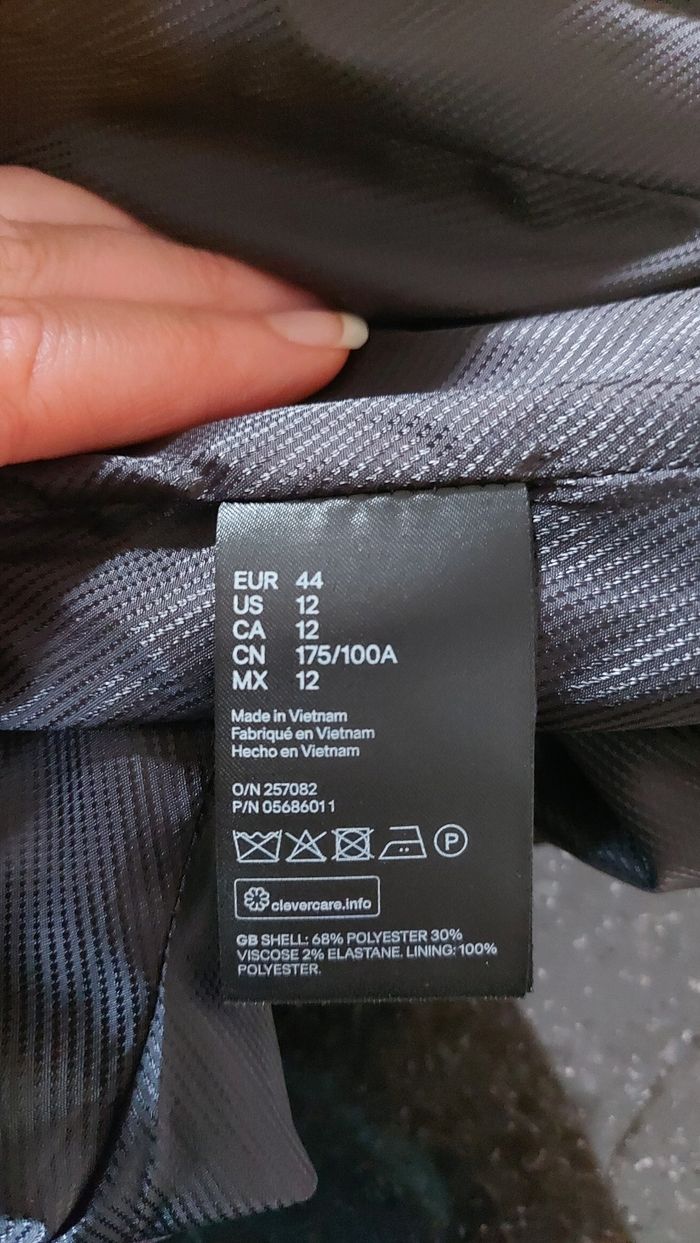 EUR 44
US 12
CA 12
CN 175/100A
MX 12
Made in Vietnam
Fabriqué en Vietnam
Hecho en Vietnam
O/N 257082
P/N 05686011
P
clevercare.info
GB SHELL: 68% POLYESTER 30%
VISCOSE 2% ELASTANE. LINING: 100%
POLYESTER.